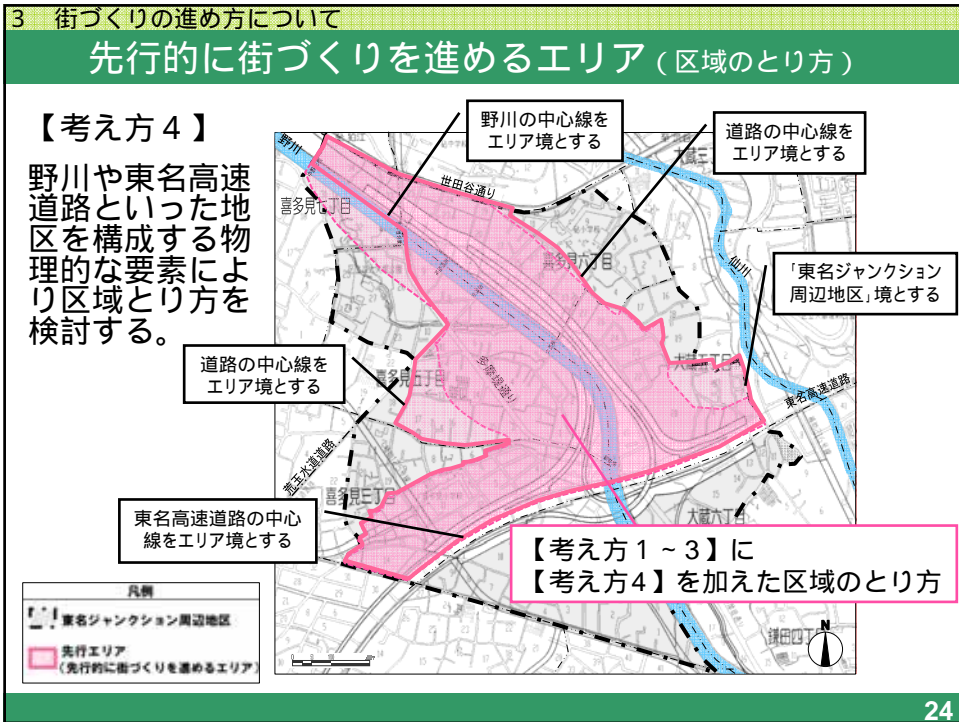 3 街づくりの進め方について
先行的に街づくりを進めるエリア（区域のとり方）
【考え方４】
野川や東名高速
道路といった地
区を構成する物
理的な要素によ
り区域とり方を
検討する。
野川の中心線を
エリア境とする
道路の中心線を
エリア境とする
「東名ジャンクション
周辺地区」境とする
道路の中心線を
エリア境とする
東名高速道路の中心
線をエリア境とする
【考え方１~３】に
【考え方4】を加えた区域のとり方
野川
世田谷通り
喜多見七丁目
喜多見六丁目
大蔵三
仙川
大蔵五丁目
東名高速道路
喜多見五丁目
多摩堤通り
荒玉水道道路
喜多見三丁目
大蔵六丁目
鎌田四丁目
N
凡例
東名ジャンクション周辺地区
先行エリア
（先行的に街づくりを進めるエリア）
24